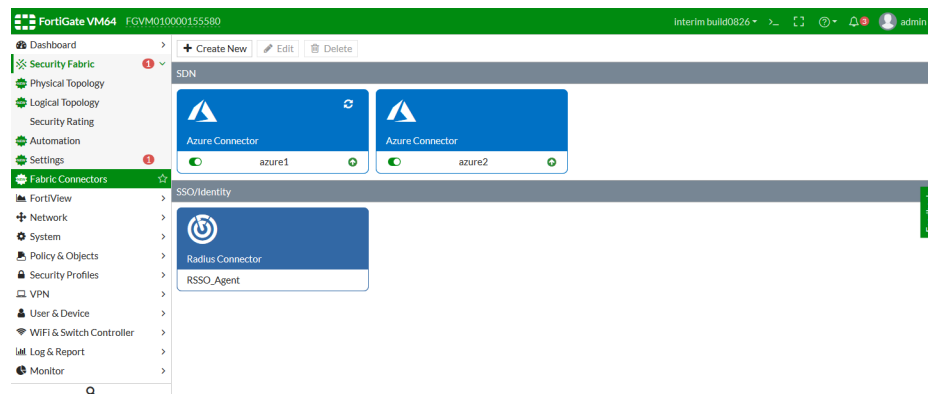 FortiGate VM64 FGVM010000155580
interim build0826 >_ 3 admin
Dashboard
Security Fabric 1
Physical Topology
Logical Topology
Security Rating
Automation
Settings 1
Fabric Connectors
FortiView
Network
System
Policy & Objects
Security Profiles
VPN
User & Device
WiFi & Switch Controller
Log & Report
Monitor
+ Create New Edit Delete
SDN
Azure Connector
azure1
Azure Connector
azure2
SSO/Identity
Radius Connector
RSSO_Agent